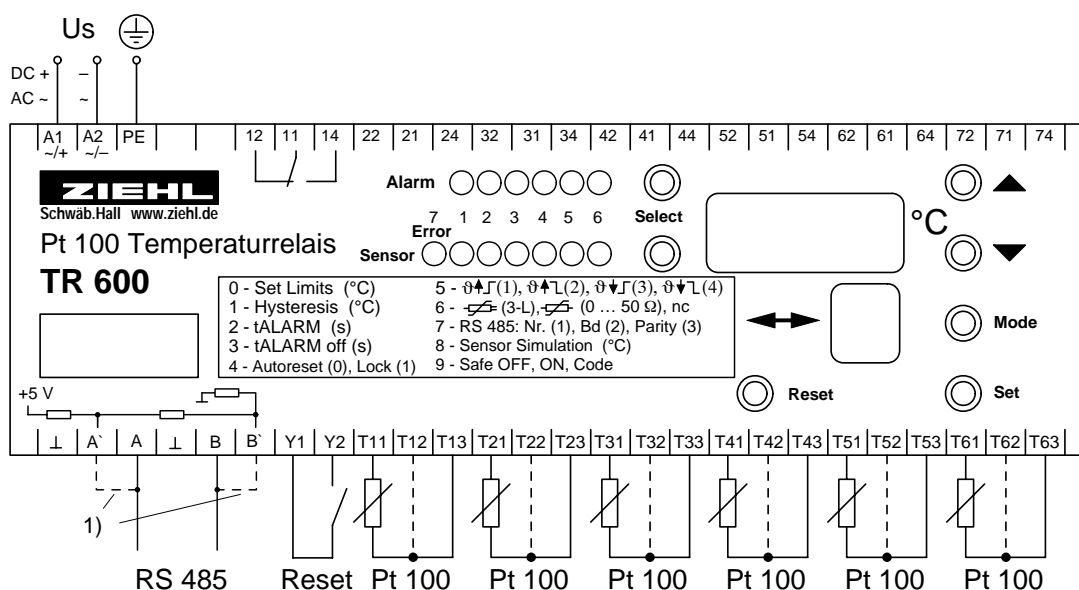 Us
DC + –
AC ~ ~
A1 A2 PE 12 11 14 22 21 24 32 31 34 42 41 44 52 51 54 62 61 64 72 71 74
~/+ ~/–
ZIEHL
Schwäb.Hall www.ziehl.de
Pt 100 Temperaturrelais
TR 600
Alarm
7 1 2 3 4 5 6
Error
Sensor
Select
°C
0 - Set Limits (°C)
1 - Hysteresis (°C)
2 - tALARM (s)
3 - tALARM off (s)
4 - Autoreset (0), Lock (1)
5 - ϑ (1), ϑ (2), ϑ (3), ϑ (4)
6 - (3-L), (0 … 50 Ω), nc
7 - RS 485: Nr. (1), Bd (2), Parity (3)
8 - Sensor Simulation (°C)
9 - Safe OFF, ON, Code
Mode
Reset
Set
+5 V
⊥ A` A ⊥ B B` Y1 Y2 T11 T12 T13 T21 T22 T23 T31 T32 T33 T41 T42 T43 T51 T52 T53 T61 T62 T63
1)
RS 485 Reset Pt 100 Pt 100 Pt 100 Pt 100 Pt 100 Pt 100